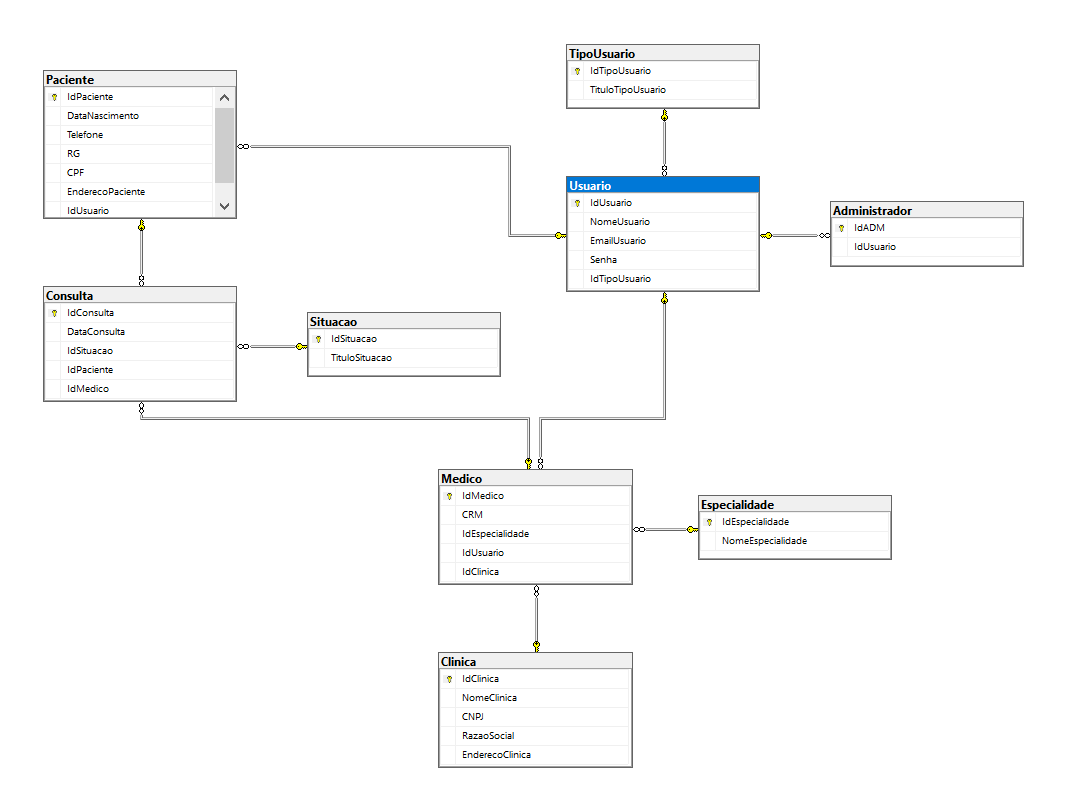 TipoUsuario
IdTipoUsuario
TituloTipoUsuario
Paciente
IdPaciente
DataNascimento
Telefone
RG
CPF
EnderecoPaciente
IdUsuario
Usuario
IdUsuario
NomeUsuario
EmailUsuario
Senha
IdTipoUsuario
Administrador
IdADM
IdUsuario
Consulta
IdConsulta
DataConsulta
IdSituacao
IdPaciente
IdMedico
Situacao
IdSituacao
TituloSituacao
Medico
IdMedico
CRM
IdEspecialidade
IdUsuario
IdClinica
Especialidade
IdEspecialidade
NomeEspecialidade
Clinica
IdClinica
NomeClinica
CNPJ
RazaoSocial
EnderecoClinica